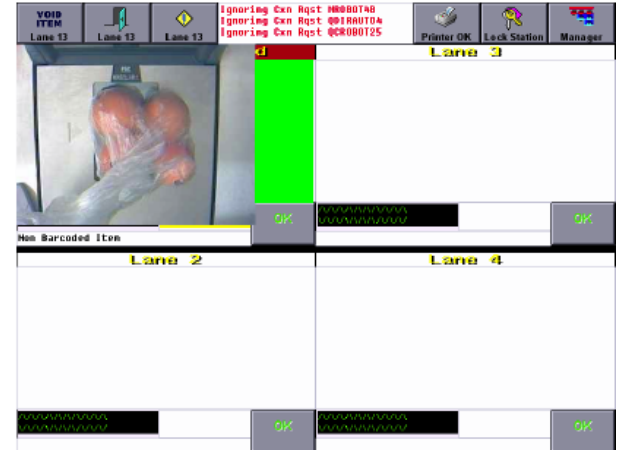 VOID
ITEM
Lane 13
Lane 13
Lane 13
Ignoring Cxn Rqst NROBOT48
Ignoring Cxn Rqst QDIRAUTO4
Ignoring Cxn Rqst QCROBOT25
Printer OK
Lock Station
Manager
d
Lane 3
OK
OK
Non Barcoded Item
Lane 2
Lane 4
OK
OK